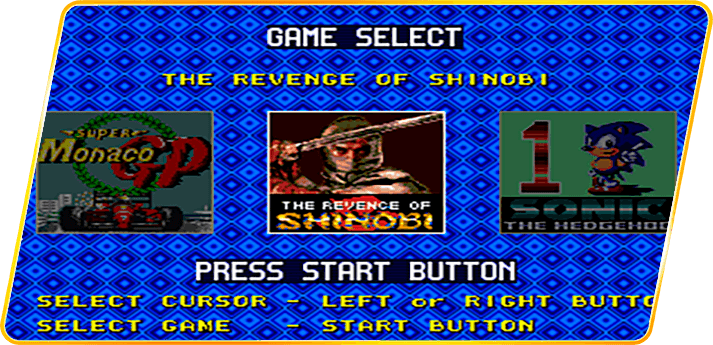 GAME SELECT
THE REVENGE OF SHINOBI
SUPER
Monaco GP
THE REVENGE OF
SHINOBI
1
SONIC
THE HEDGEHOG
PRESS START BUTTON
SELECT CURSOR - LEFT or RIGHT BUTTO
SELECT GAME - START BUTTON